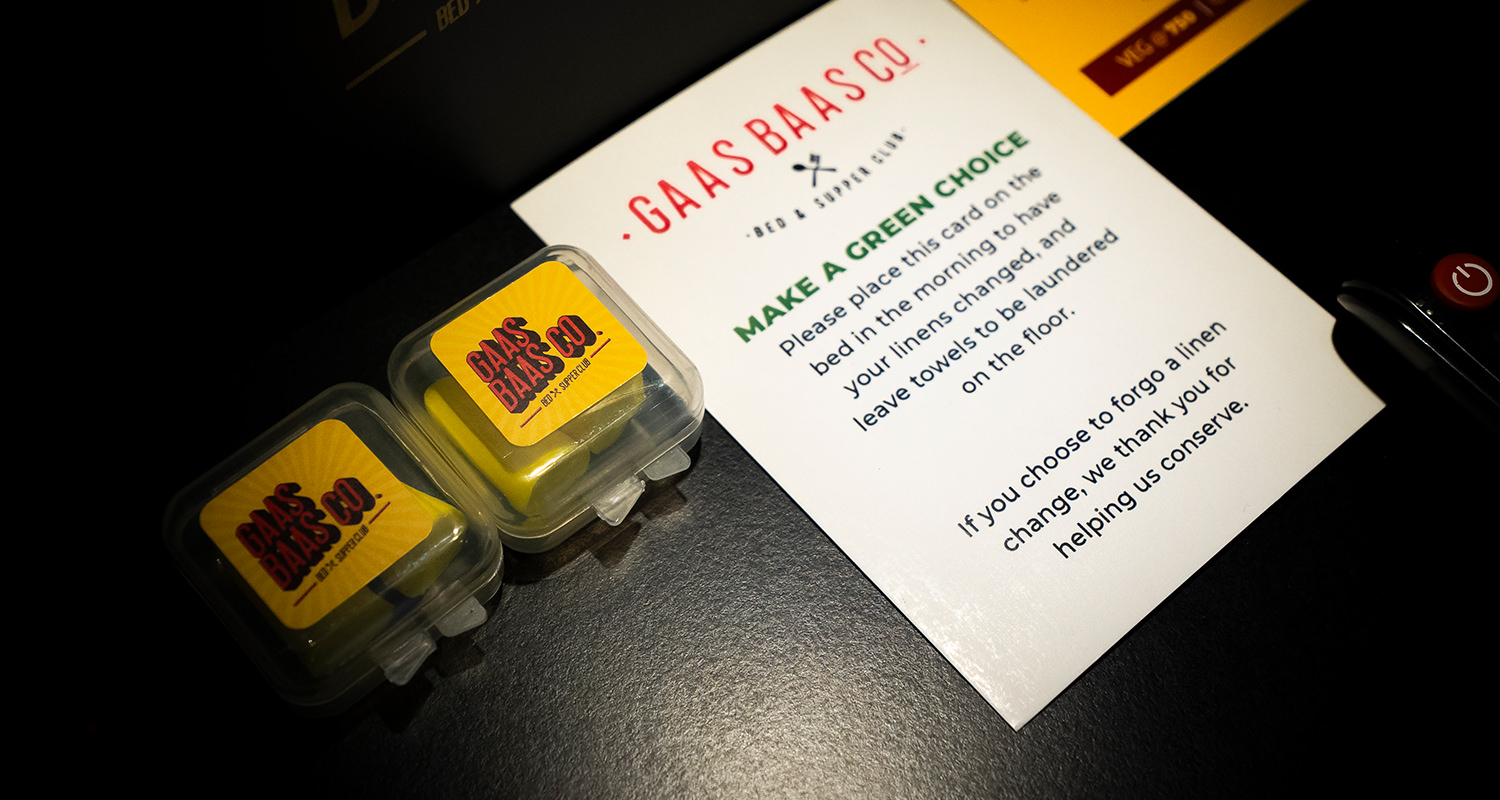 BED
VEG @ 950 |
· GAAS BAAS CO ·
·BED & SUPPER CLUB·
MAKE A GREEN CHOICE
Please place this card on the
bed in the morning to have
your linens changed, and
leave towels to be laundered
on the floor.
If you choose to forgo a linen
change, we thank you for
helping us conserve.
GAAS
BAAS CO.
BED SUPPER CLUB
GAAS
BAAS CO.
BED SUPPER CLUB